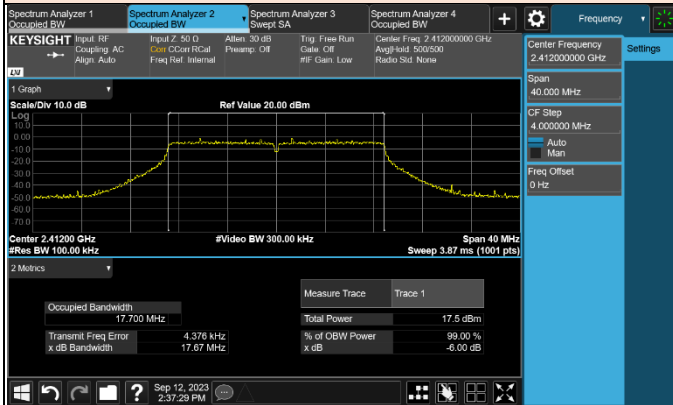 Spectrum Analyzer 1
Occupied BW
Spectrum Analyzer 2
Occupied BW
Spectrum Analyzer 3
Swept SA
Spectrum Analyzer 4
Occupied BW
+
Frequency
KEYSIGHT
Input: RF
Coupling: AC
Align: Auto
Input Z: 50 Ω
Corr CCorr RCal
Freq Ref: Internal
Atten: 30 dB
Preamp: Off
Trig: Free Run
Gate: Off
#IF Gain: Low
Center Freq: 2.412000000 GHz
Avg|Hold: 500/500
Radio Std: None
LXI
Center Frequency
2.412000000 GHz
Settings
Span
40.000 MHz
CF Step
4.000000 MHz
Auto
Man
Freq Offset
0 Hz
1 Graph
Scale/Div 10.0 dB
Ref Value 20.00 dBm
Log
10.0
0.00
-10.0
-20.0
-30.0
-40.0
-50.0
-60.0
-70.0
Center 2.41200 GHz
#Video BW 300.00 kHz
Span 40 MHz
#Res BW 100.00 kHz
Sweep 3.87 ms (1001 pts)
2 Metrics
Measure Trace
Trace 1
Occupied Bandwidth
17.700 MHz
Total Power
17.5 dBm
Transmit Freq Error
4.376 kHz
% of OBW Power
99.00 %
x dB Bandwidth
17.67 MHz
x dB
-6.00 dB
?
Sep 12, 2023
2:37:29 PM